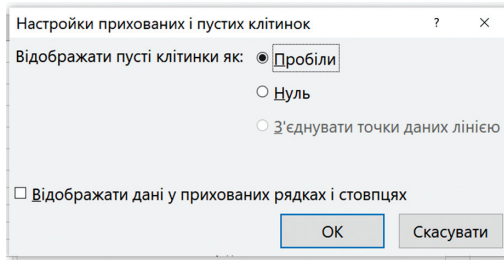 Настройки прихованих і пустих клітинок ? ×
Відображати пусті клітинки як: Пробіли
Нуль
З'єднувати точки даних лінією
Відображати дані у прихованих рядках і стовпцях
ОК Скасувати